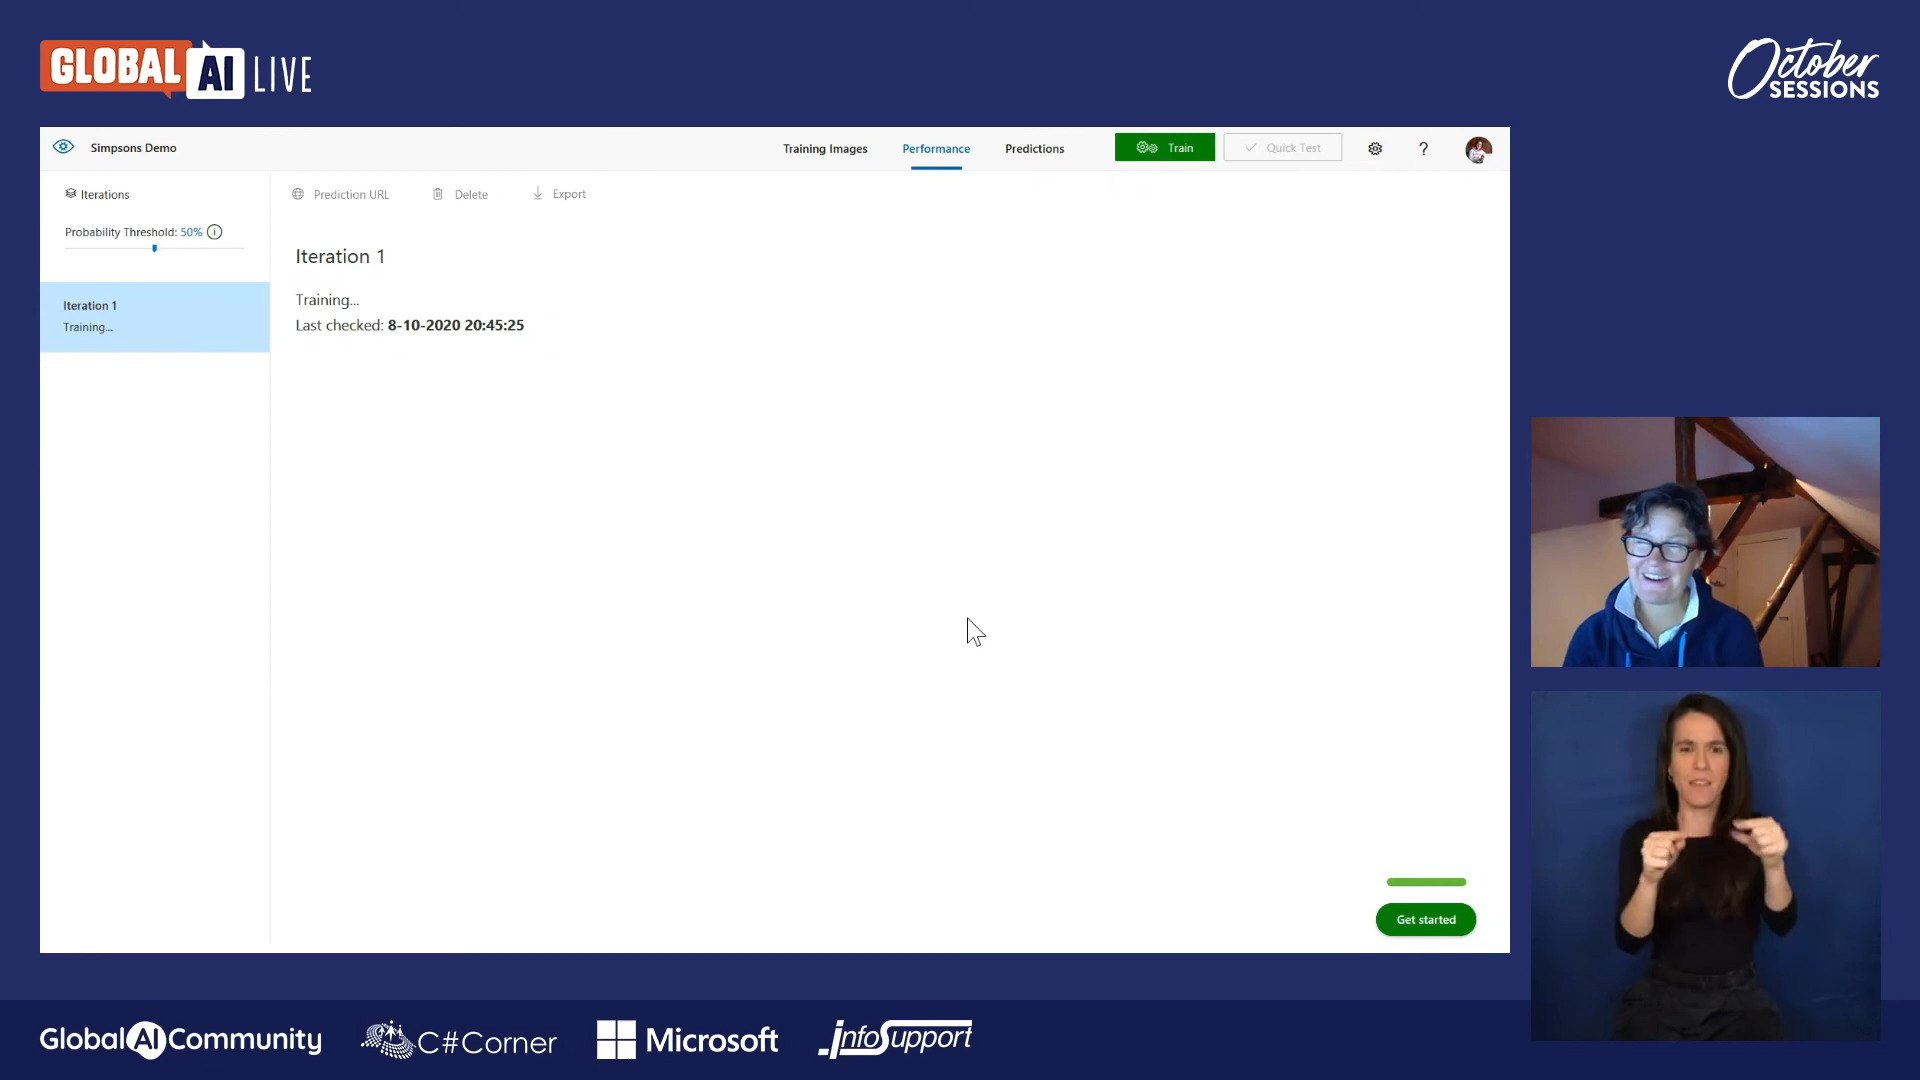 GLOBAL AI LIVE
October
SESSIONS
Simpsons Demo
Training Images
Performance
Predictions
Train
Quick Test
?
Iterations
Probability Threshold: 50%
Iteration 1
Training...
Prediction URL
Delete
Export
Iteration 1
Training...
Last checked: 8-10-2020 20:45:25
Get started
GlobalAICommunity
C#Corner
Microsoft
infoSupport